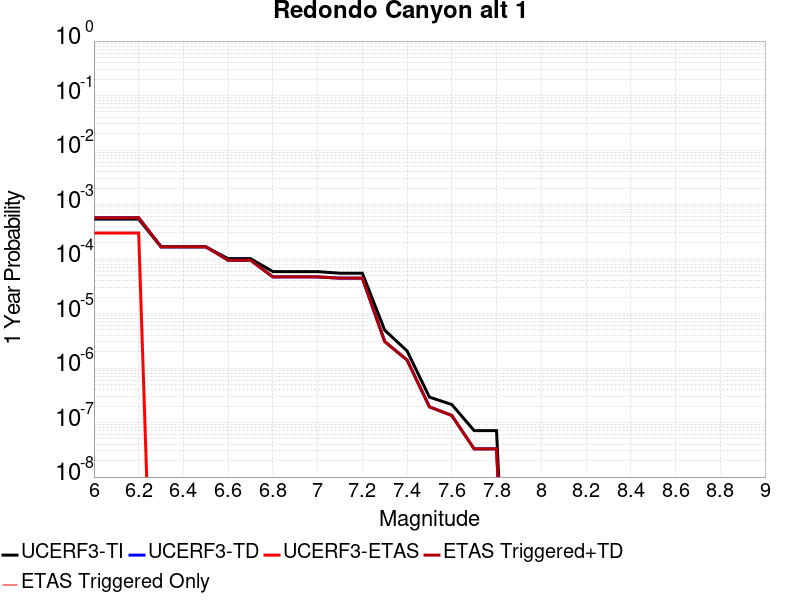 Redondo Canyon alt 1
10^0
10^-1
10^-2
10^-3
10^-4
10^-5
10^-6
10^-7
10^-8
1 Year Probability
6 6.2 6.4 6.6 6.8 7 7.2 7.4 7.6 7.8 8 8.2 8.4 8.6 8.8 9
Magnitude
UCERF3-TI UCERF3-TD UCERF3-ETAS ETAS Triggered+TD
ETAS Triggered Only